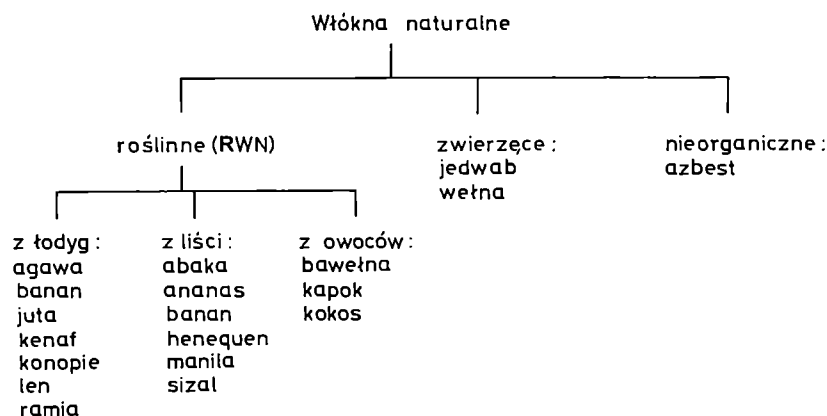 Włókna naturalne
roślinne (RWN)
zwierzęce:
jedwab
wełna
nieorganiczne:
azbest
z łodyg:
agawa
banan
juta
kenaf
konopie
len
ramia
z liści:
abaka
ananas
banan
henequen
manila
sizal
z owoców:
bawełna
kapok
kokos